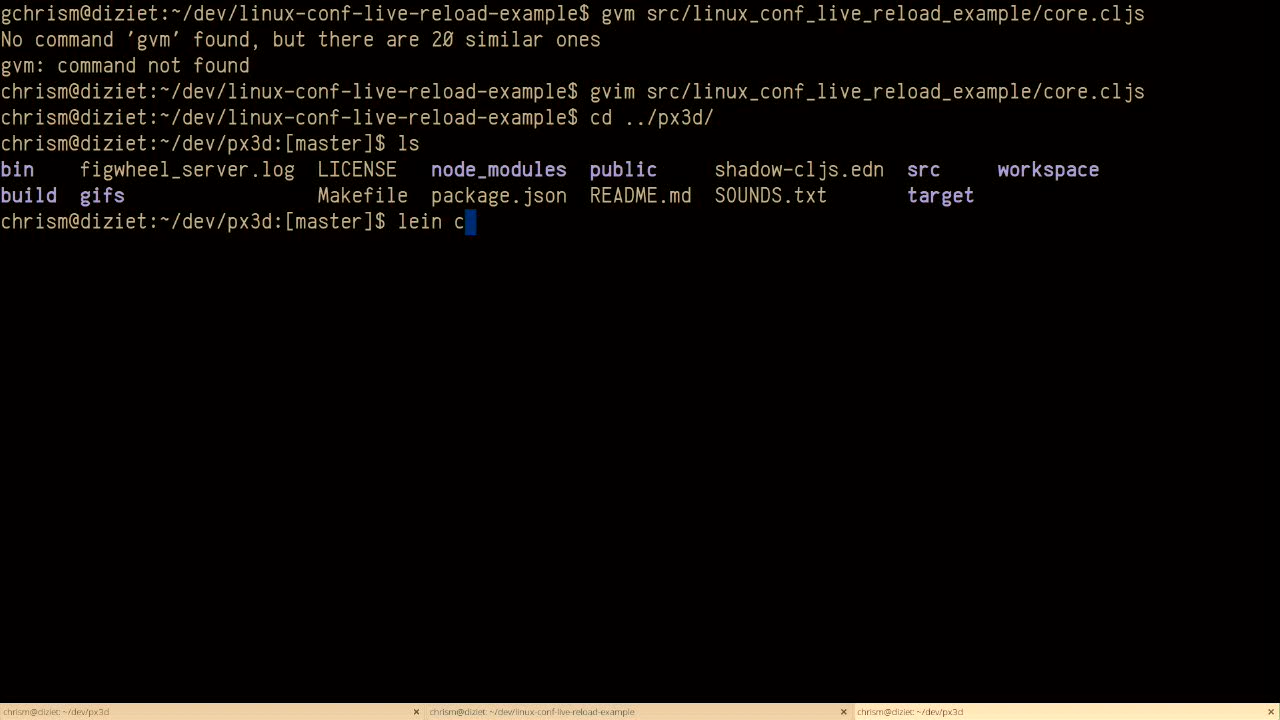 gchrism@diziet:~/dev/linux-conf-live-reload-example$ gvm src/linux_conf_live_reload_example/core.cljs
No command 'gvm' found, but there are 20 similar ones
gvm: command not found
chrism@diziet:~/dev/linux-conf-live-reload-example$ gvim src/linux_conf_live_reload_example/core.cljs
chrism@diziet:~/dev/linux-conf-live-reload-example$ cd ../px3d/
chrism@diziet:~/dev/px3d:[master]$ ls
bin figwheel_server.log LICENSE node_modules public shadow-cljs.edn src workspace
build gifs Makefile package.json README.md SOUNDS.txt target
chrism@diziet:~/dev/px3d:[master]$ lein c
chrism@diziet: ~/dev/px3d × chrism@diziet: ~/dev/linux-conf-live-reload-example × chrism@diziet: ~/dev/px3d ×